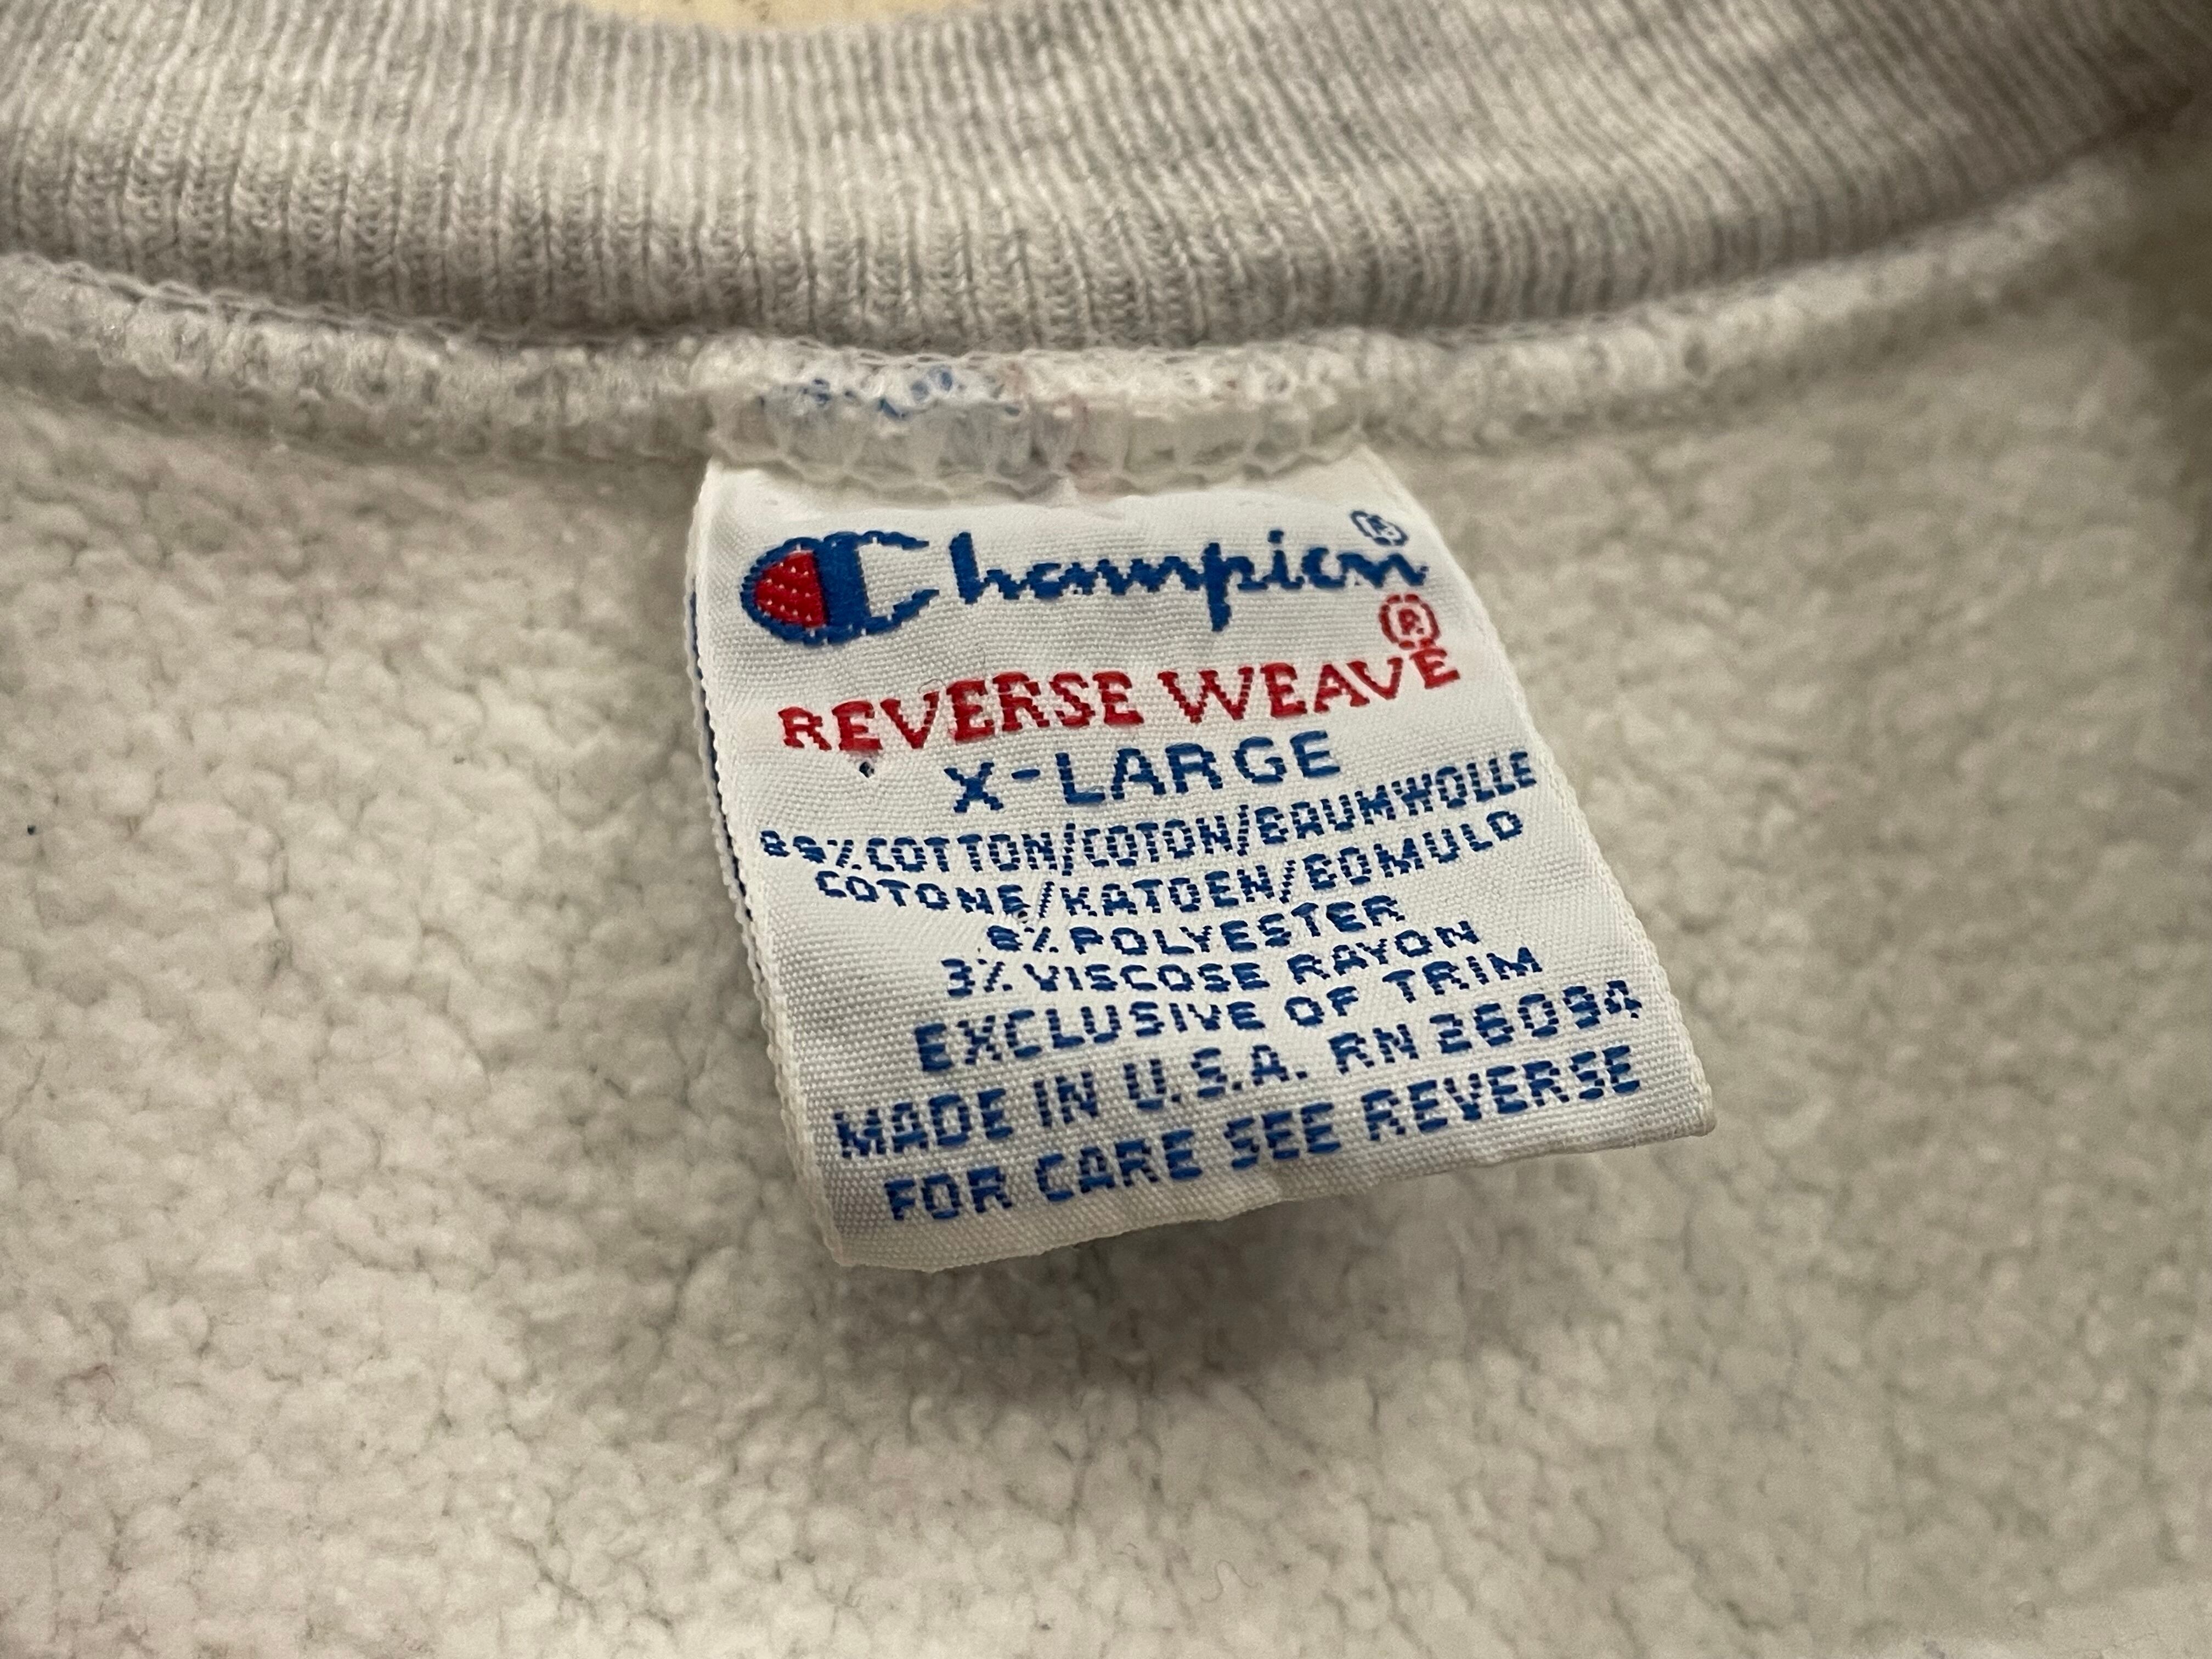 Champion®
REVERSE WEAVE®
X-LARGE
89% COTTON/COTON/BAUMWOLLE
COTONE/KATOEN/BOMULD
8% POLYESTER
3% VISCOSE RAYON
EXCLUSIVE OF TRIM
MADE IN U.S.A. RN 26094
FOR CARE SEE REVERSE